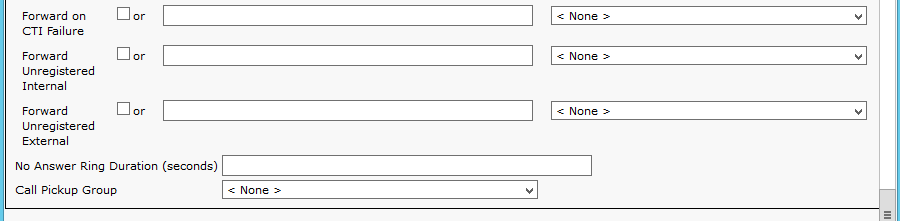 Forward on or < None >
CTI Failure
Forward or < None >
Unregistered
Internal
Forward or < None >
Unregistered
External
No Answer Ring Duration (seconds)
Call Pickup Group < None >